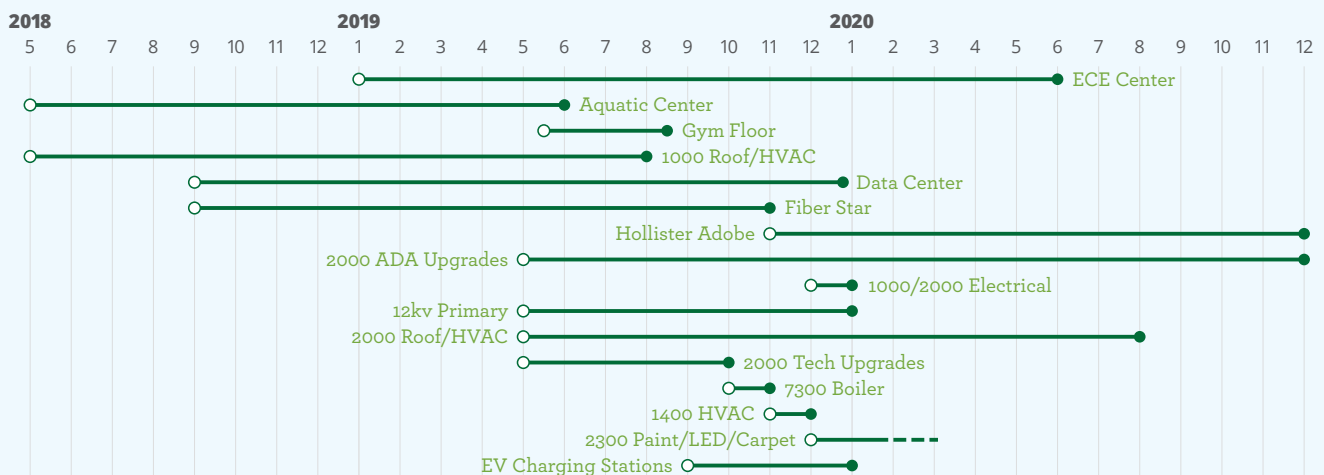 2018 2019 2020
5 6 7 8 9 10 11 12 1 2 3 4 5 6 7 8 9 10 11 12 1 2 3 4 5 6 7 8 9 10 11 12
ECE Center
Aquatic Center
Gym Floor
1000 Roof/HVAC
Data Center
Fiber Star
Hollister Adobe
2000 ADA Upgrades
1000/2000 Electrical
12kv Primary
2000 Roof/HVAC
2000 Tech Upgrades
7300 Boiler
1400 HVAC
2300 Paint/LED/Carpet
EV Charging Stations